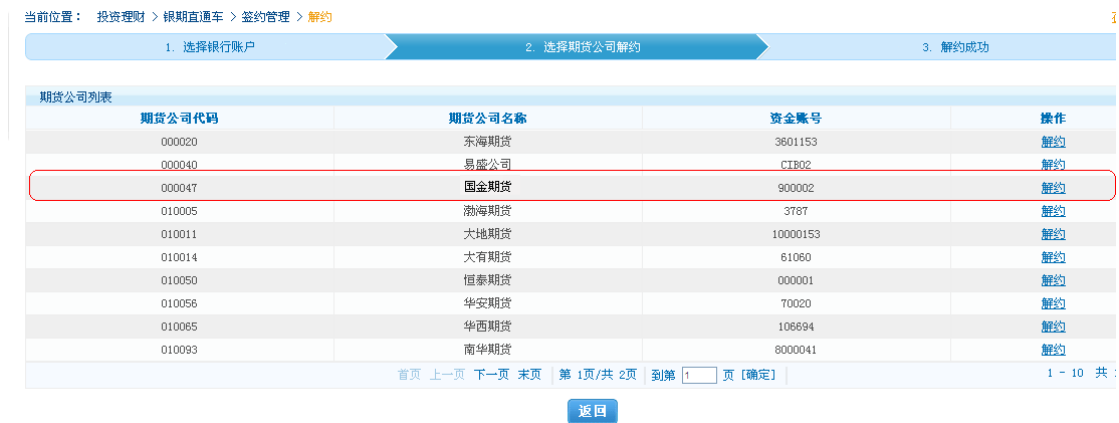 当前位置： 投资理财 > 银期直通车 > 签约管理 > 解约
1. 选择银行账户 2. 选择期货公司解约 3. 解约成功
期货公司列表
期货公司代码 期货公司名称 资金账号 操作
000020 东海期货 3601153 解约
000040 易盛公司 CIB02 解约
000047 国金期货 900002 解约
010005 渤海期货 3787 解约
010011 大地期货 10000153 解约
010014 大有期货 61060 解约
010050 恒泰期货 000001 解约
010056 华安期货 70020 解约
010065 华西期货 106694 解约
010093 南华期货 8000041 解约
首页 上一页 下一页 末页 第 1页/共 2页 到第 1 页 [确定] 1 - 10 共
返回